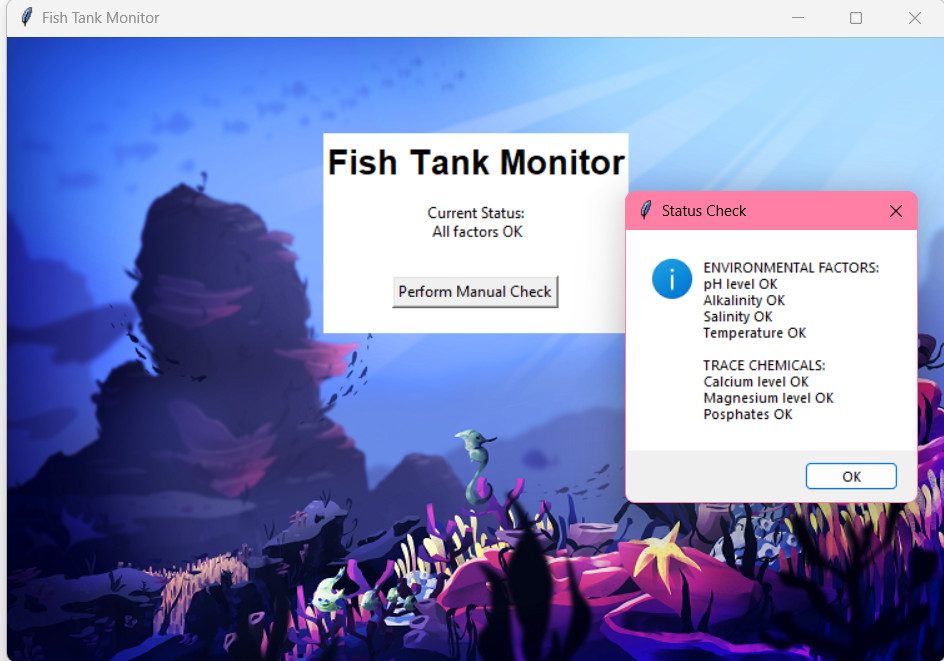 Fish Tank Monitor
Fish Tank Monitor
Current Status:
All factors OK
Perform Manual Check
Status Check
ENVIRONMENTAL FACTORS:
pH level OK
Alkalinity OK
Salinity OK
Temperature OK
TRACE CHEMICALS:
Calcium level OK
Magnesium level OK
Posphates OK
OK